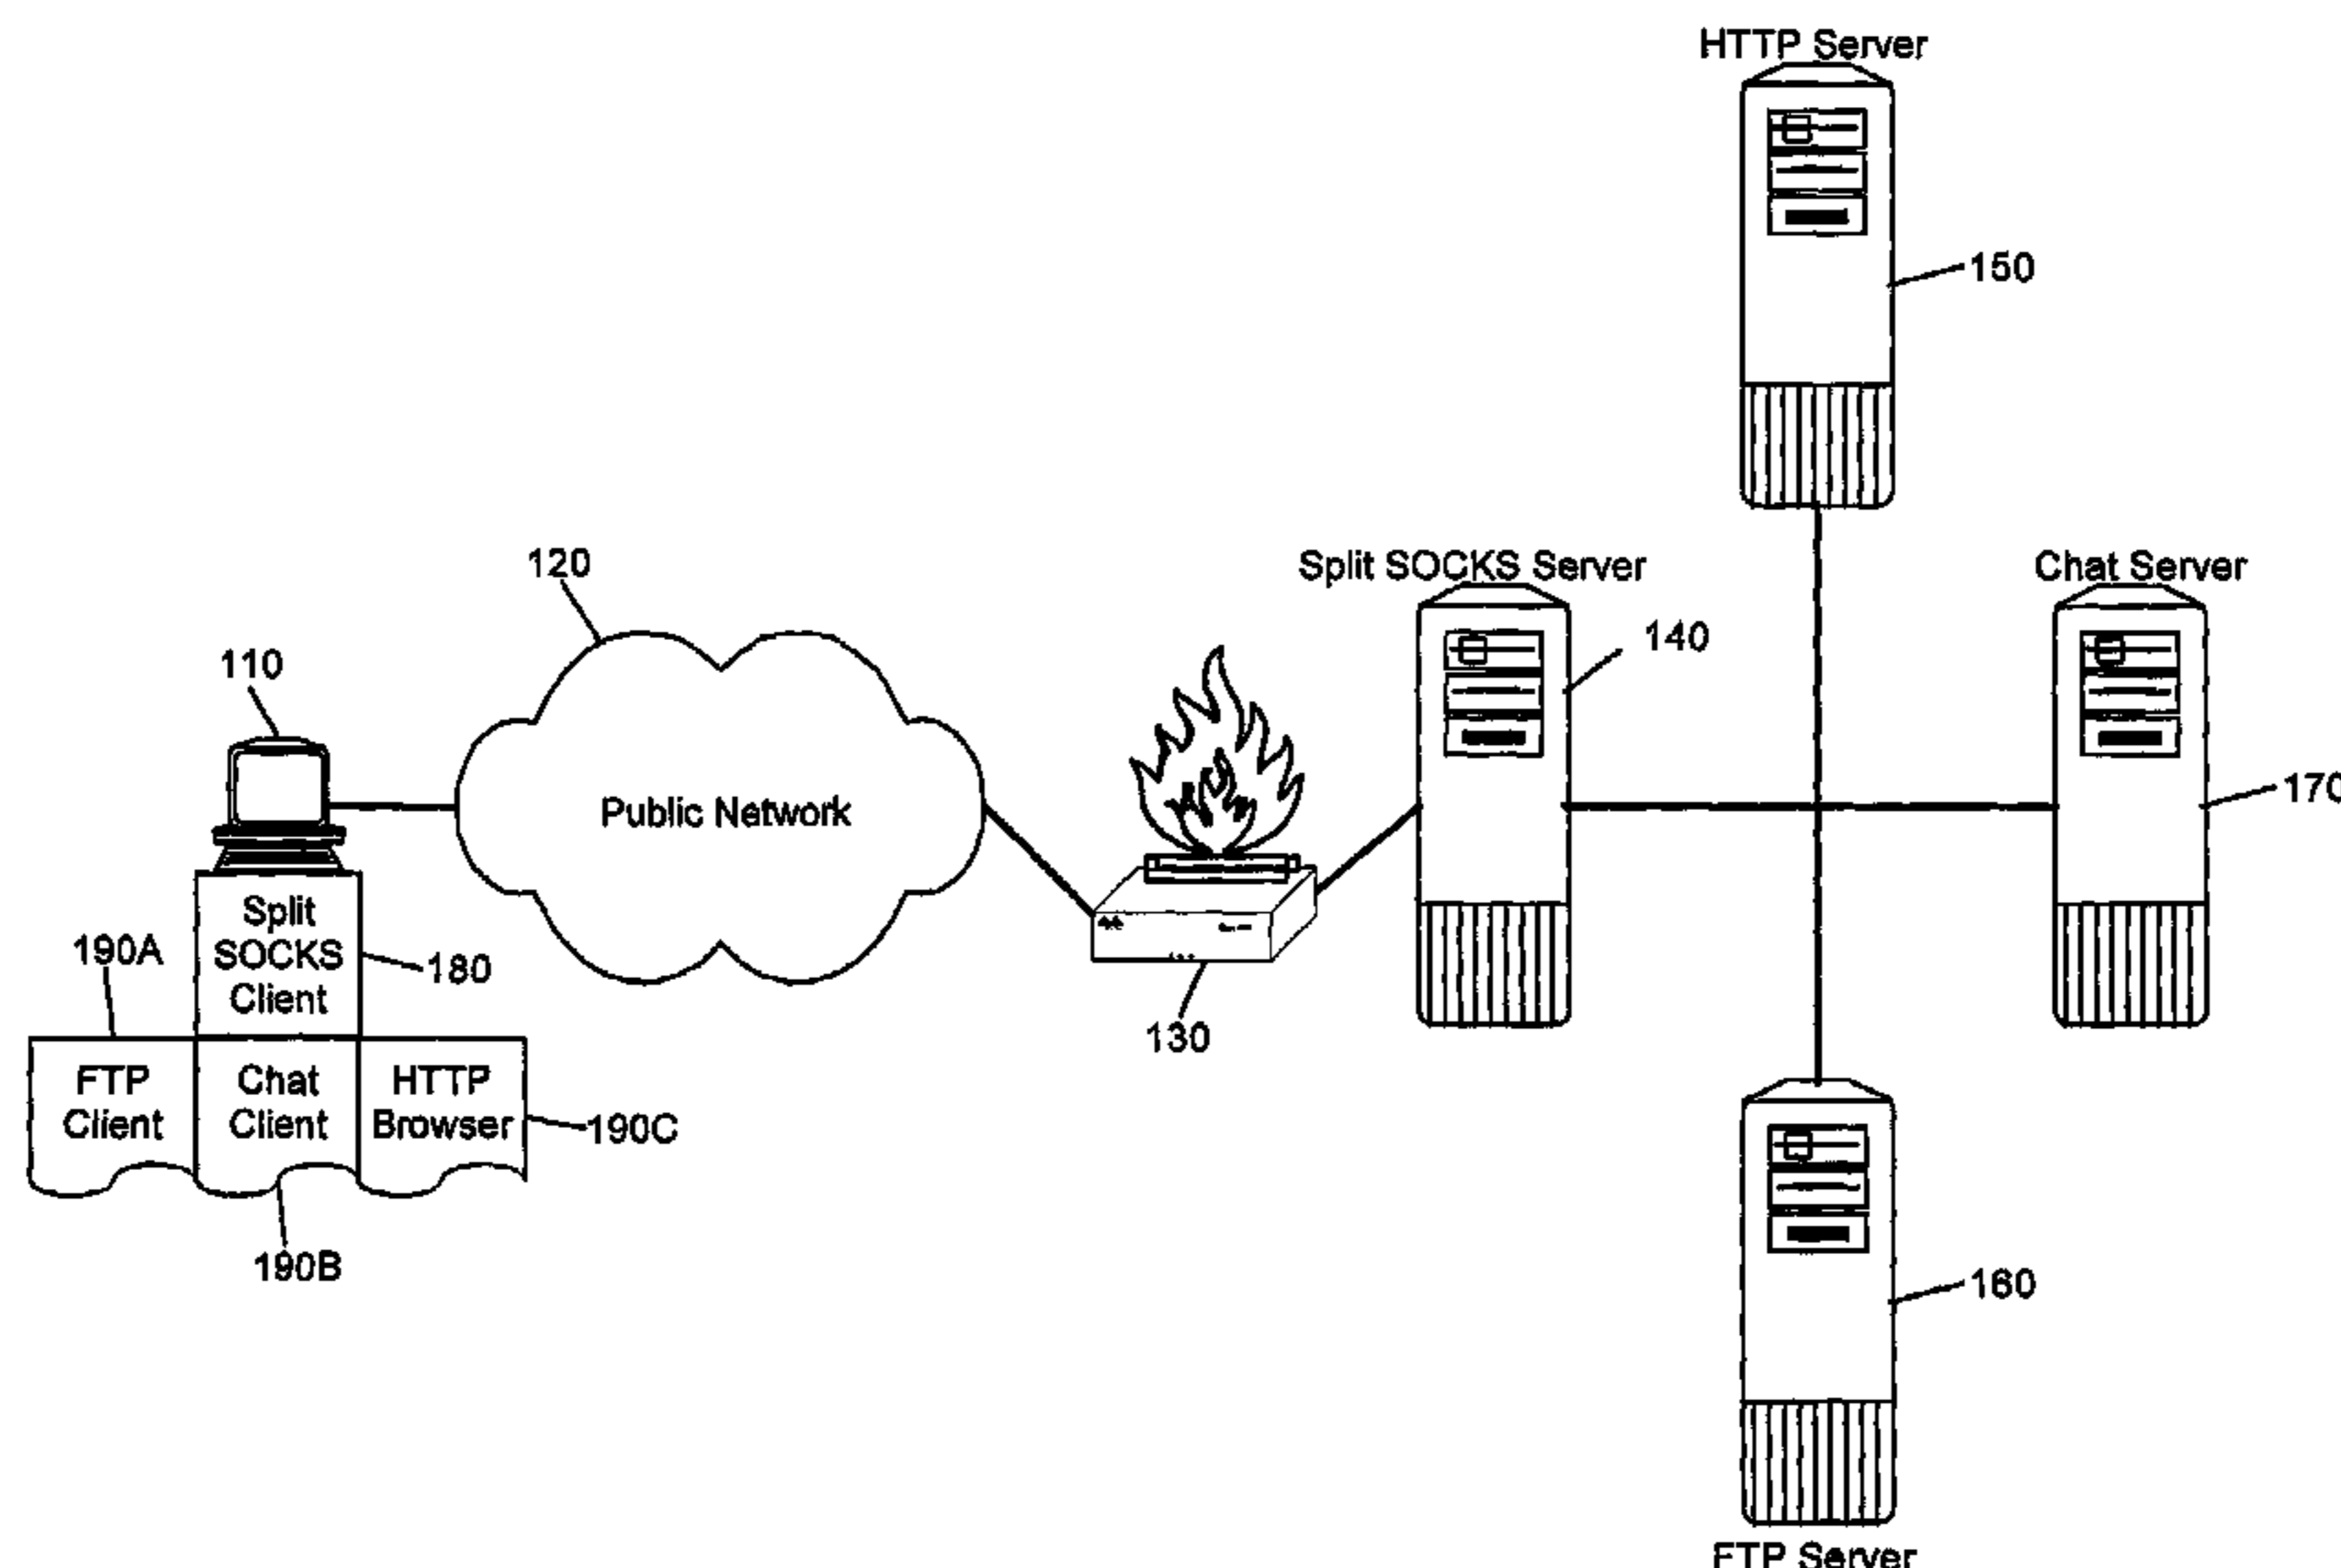 HTTP Server
150
120
Split SOCKS Server
Chat Server
140
110
Public Network
170
Split
SOCKS
Client
190A
180
130
FTP
Client
Chat
Client
HTTP
Browser
190C
190B
160
FTP Server